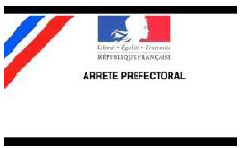 Liberté • Égalité • Fraternité
RÉPUBLIQUE FRANÇAISE
ARRETE PREFECTORAL